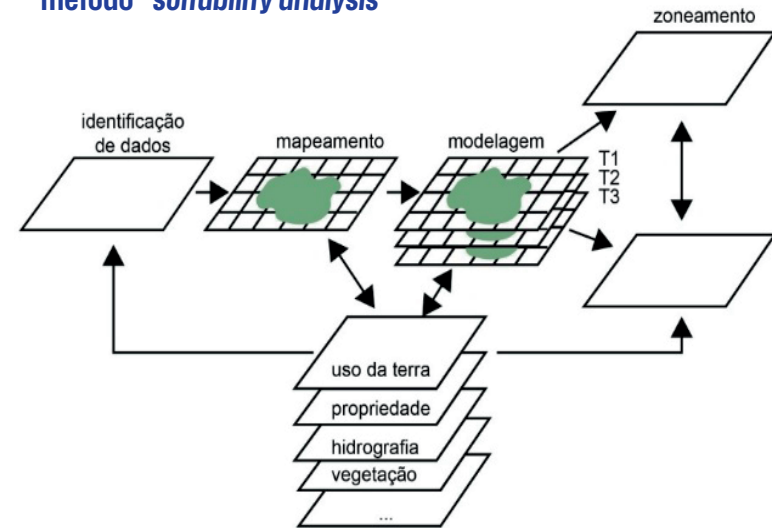 método "suitability analysis"
zoneamento
identificação
de dados
mapeamento
modelagem
T1
T2
T3
uso da terra
propriedade
hidrografia
vegetação
...